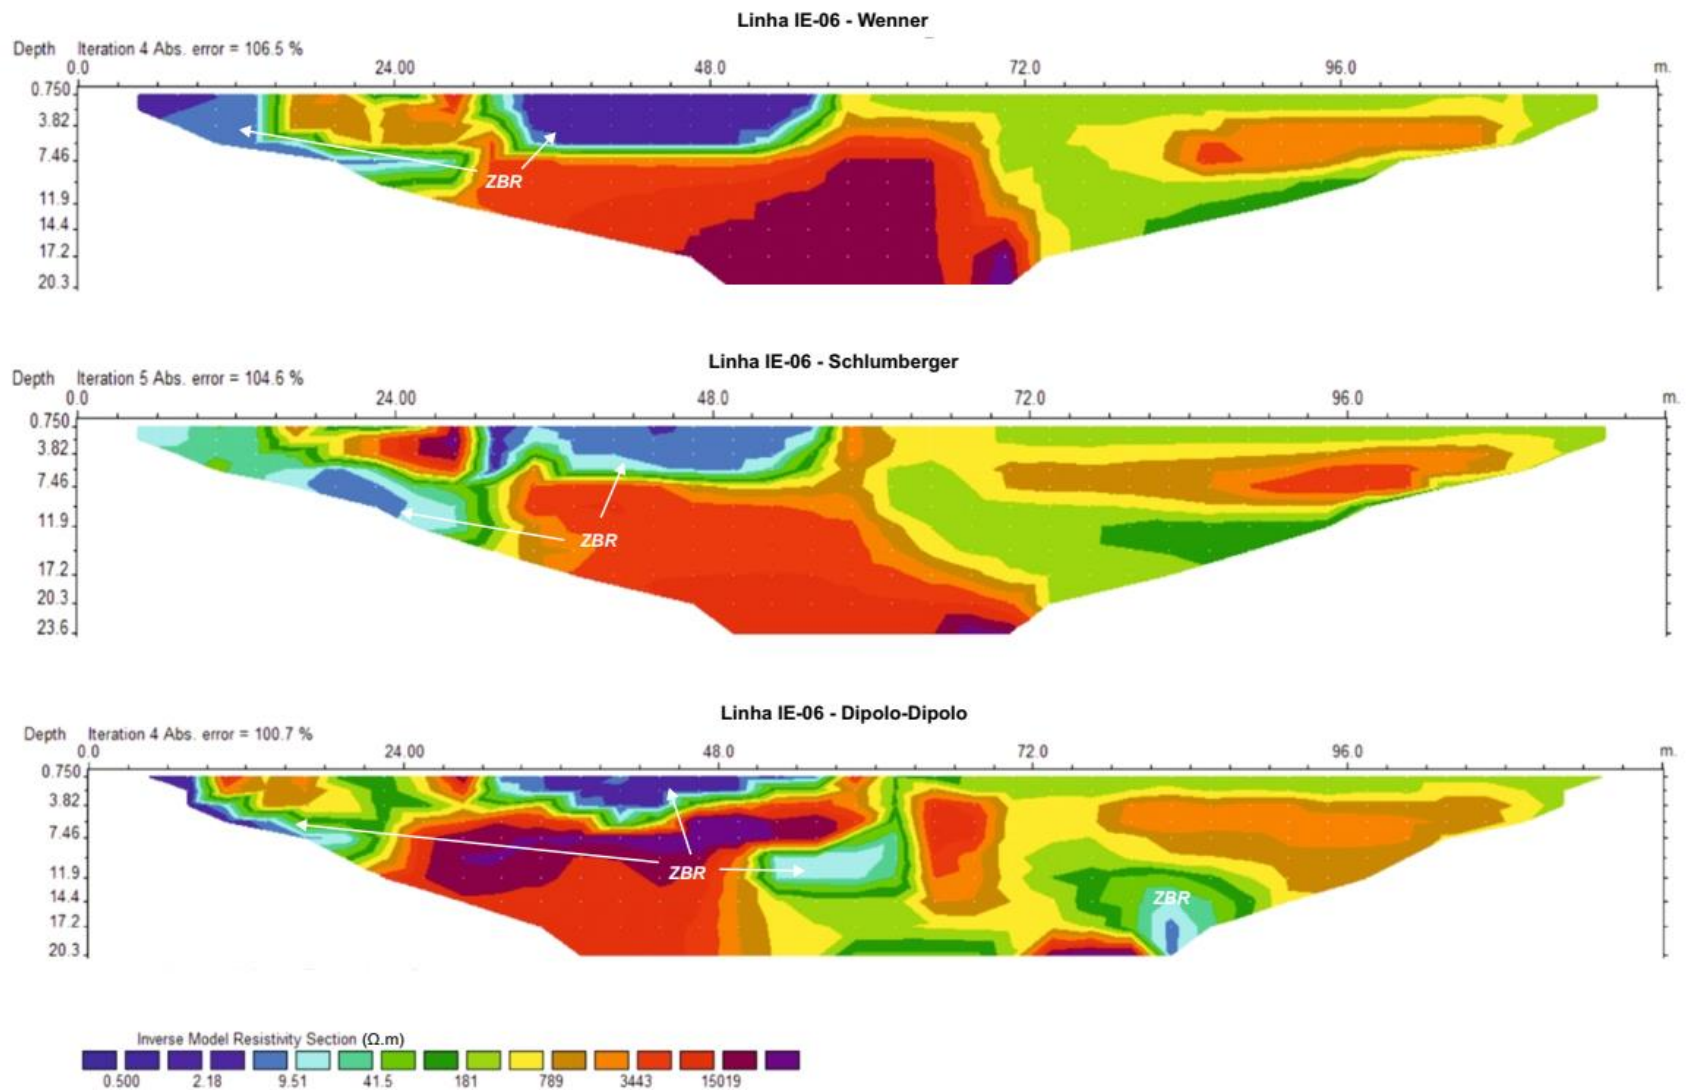 Linha IE-06 - Wenner
Depth Iteration 4 Abs. error = 106.5 %
0.0 24.00 48.0 72.0 96.0 m.
0.750
3.82
7.46
11.9
14.4
17.2
20.3
ZBR
Linha IE-06 - Schlumberger
Depth Iteration 5 Abs. error = 104.6 %
0.0 24.00 48.0 72.0 96.0 m.
0.750
3.82
7.46
11.9
17.2
20.3
23.6
ZBR
Linha IE-06 - Dipolo-Dipolo
Depth Iteration 4 Abs. error = 100.7 %
0.0 24.00 48.0 72.0 96.0 m.
0.750
3.82
7.46
11.9
14.4
17.2
20.3
ZBR
ZBR
Inverse Model Resistivity Section (Ω.m)
0.500 2.18 9.51 41.5 181 789 3443 15019